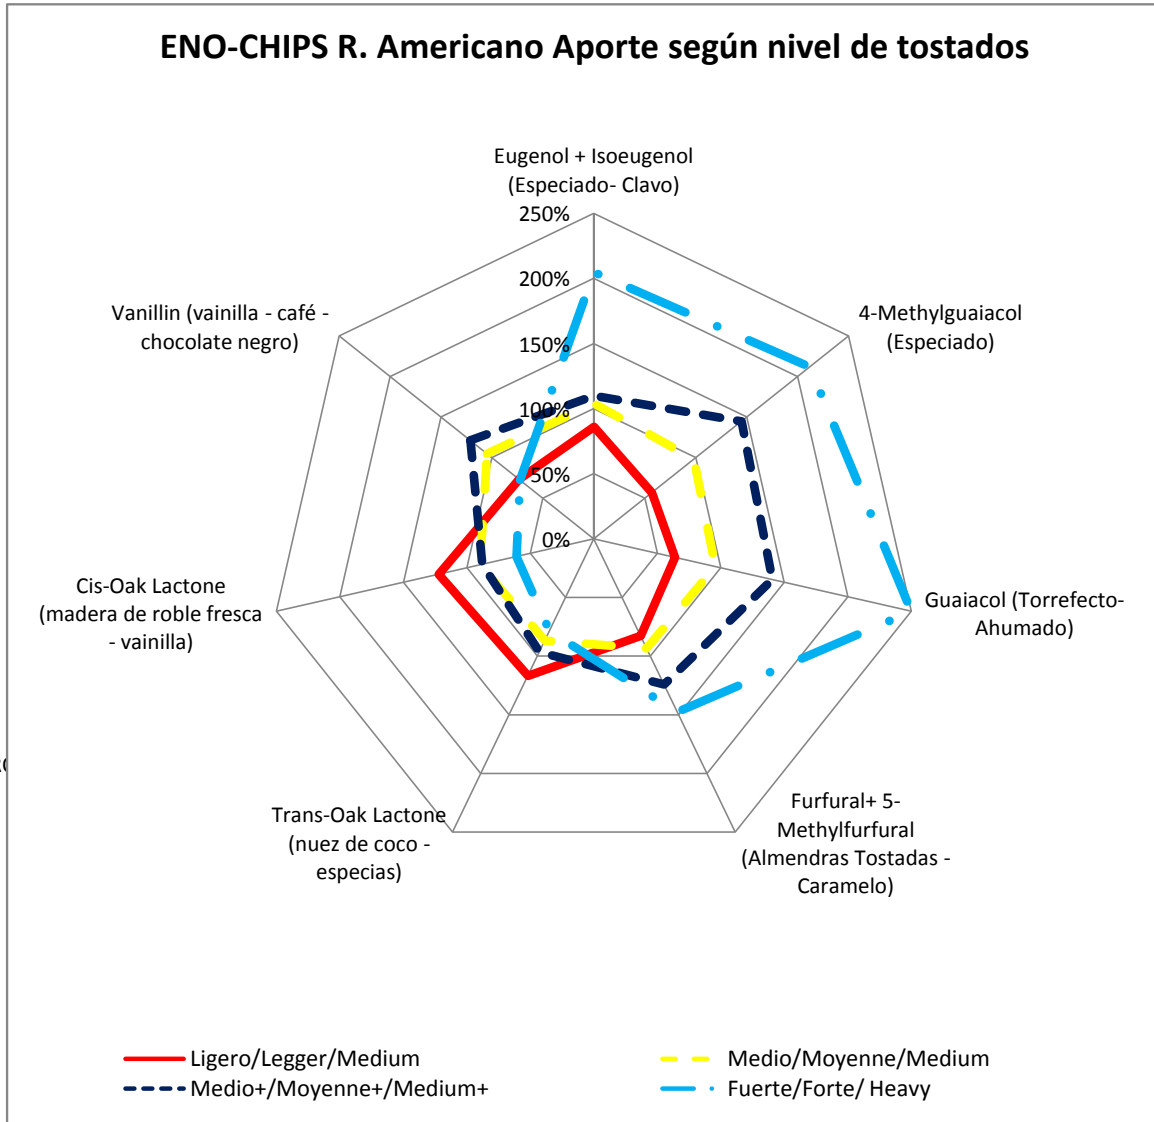 ENO-CHIPS R. Americano Aporte según nivel de tostados
Eugenol + Isoeugenol
(Especiado- Clavo)
250%
200%
150%
100%
50%
0%
4-Methylguaiacol
(Especiado)
Guaiacol (Torrefecto-
Ahumado)
Furfural+ 5-
Methylfurfural
(Almendras Tostadas -
Caramelo)
Trans-Oak Lactone
(nuez de coco -
especias)
Cis-Oak Lactone
(madera de roble fresca
- vainilla)
Vanillin (vainilla - café -
chocolate negro)
Ligero/Legger/Medium
Medio/Moyenne/Medium
Medio+/Moyenne+/Medium+
Fuerte/Forte/ Heavy